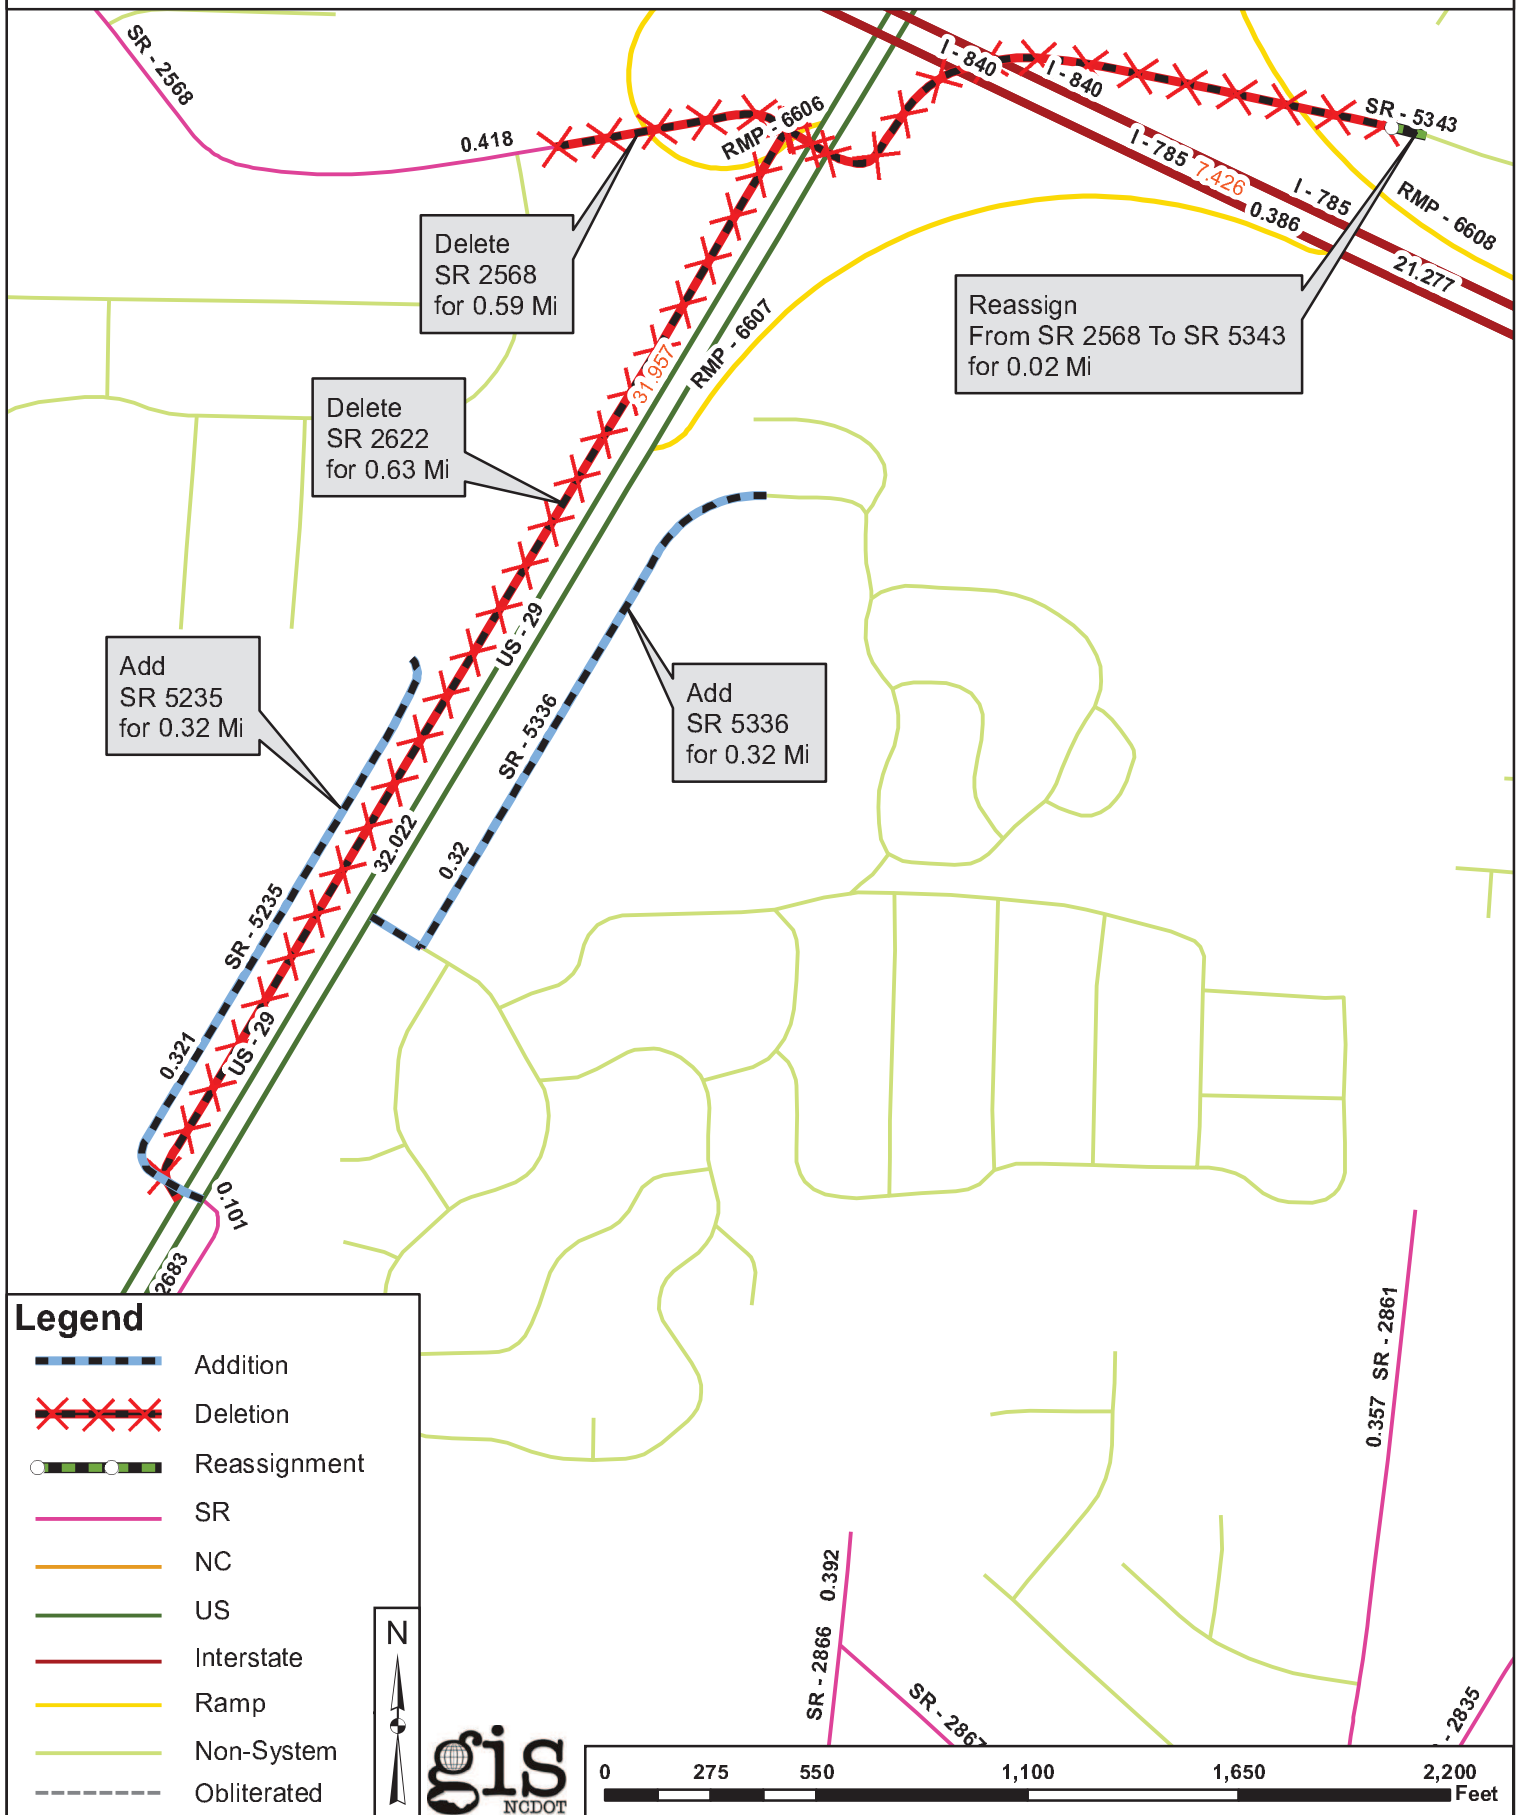 SR - 2568
0.418
RMP - 6606
I - 840
I - 840
SR - 5343
I - 785
7.426
I - 785
0.386
RMP - 6608
21.277
Delete
SR 2568
for 0.59 Mi
Reassign
From SR 2568 To SR 5343
for 0.02 Mi
RMP - 6607
31.957
Delete
SR 2622
for 0.63 Mi
US - 29
Add
SR 5235
for 0.32 Mi
Add
SR 5336
for 0.32 Mi
SR - 5336
32.022
0.32
SR - 5235
US - 29
0.321
0.101
2683
SR - 2861
0.357
0.392
SR - 2866
SR - 2867
- 2835
Legend
Addition
Deletion
Reassignment
SR
NC
US
Interstate
Ramp
Non-System
Obliterated
N
gis
NCDOT
0 275 550 1,100 1,650 2,200
Feet